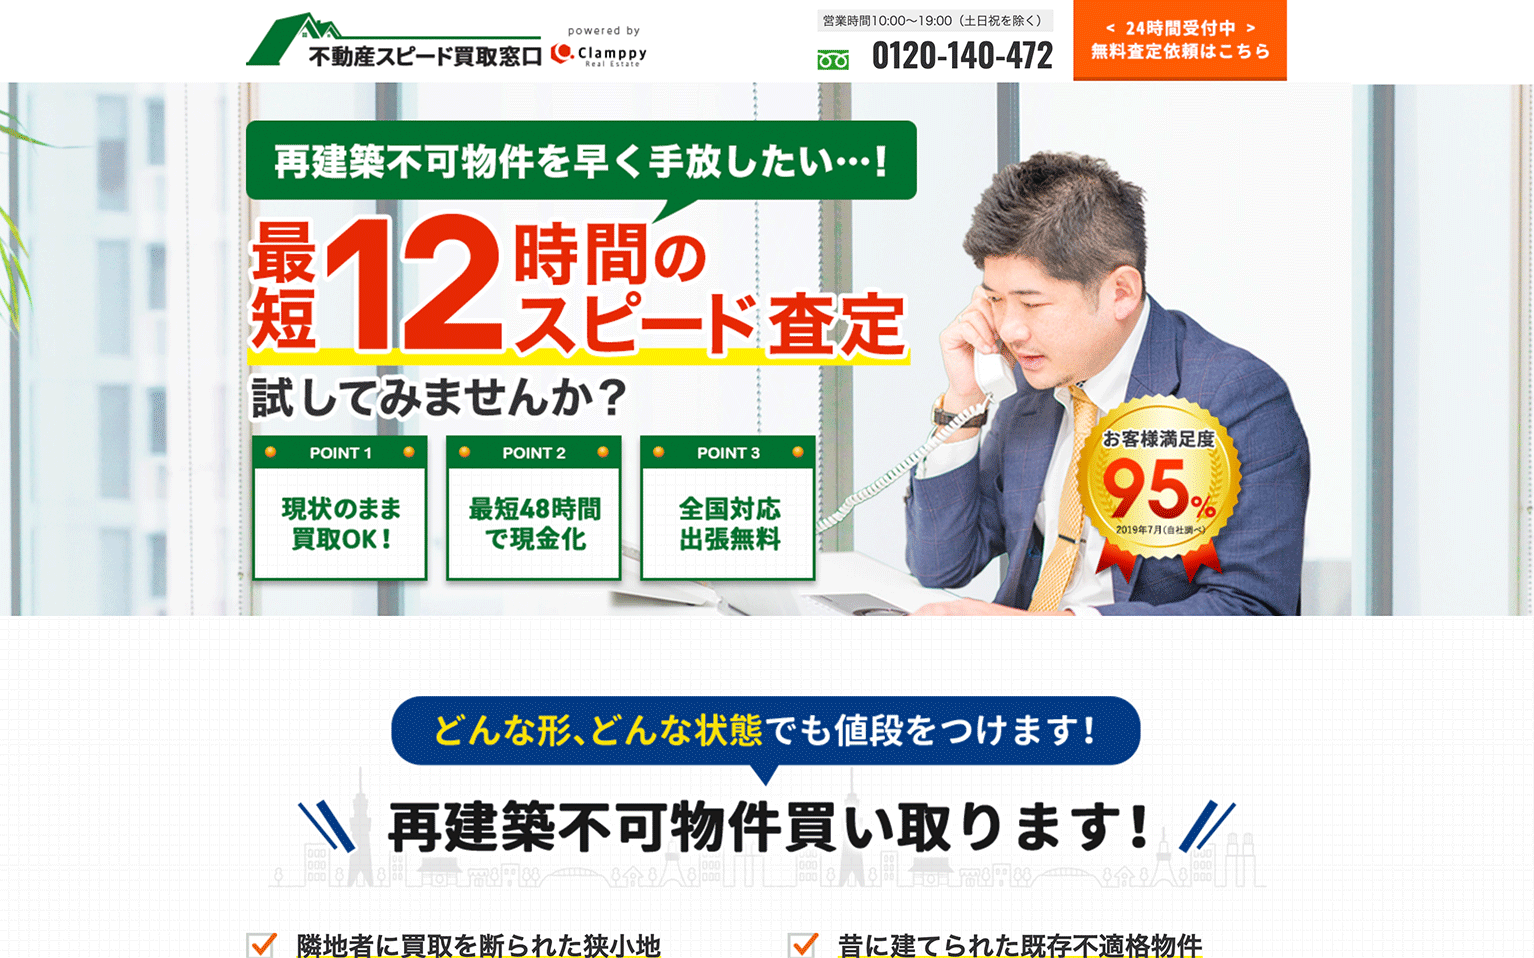 不動産スピード買取窓口
powered by
Clamppy
Real Estate
営業時間10:00〜19:00（土日祝を除く）
0120-140-472
< 24時間受付中 >
無料査定依頼はこちら
再建築不可物件を早く手放したい…！
最短12時間の
スピード査定
試してみませんか？
POINT 1
現状のまま
買取OK！
POINT 2
最短48時間
で現金化
POINT 3
全国対応
出張無料
お客様満足度
95%
2019年7月(自社調べ)
どんな形、どんな状態でも値段をつけます！
再建築不可物件買い取ります！
隣地者に買取を断られた狭小地
昔に建てられた既存不適格物件